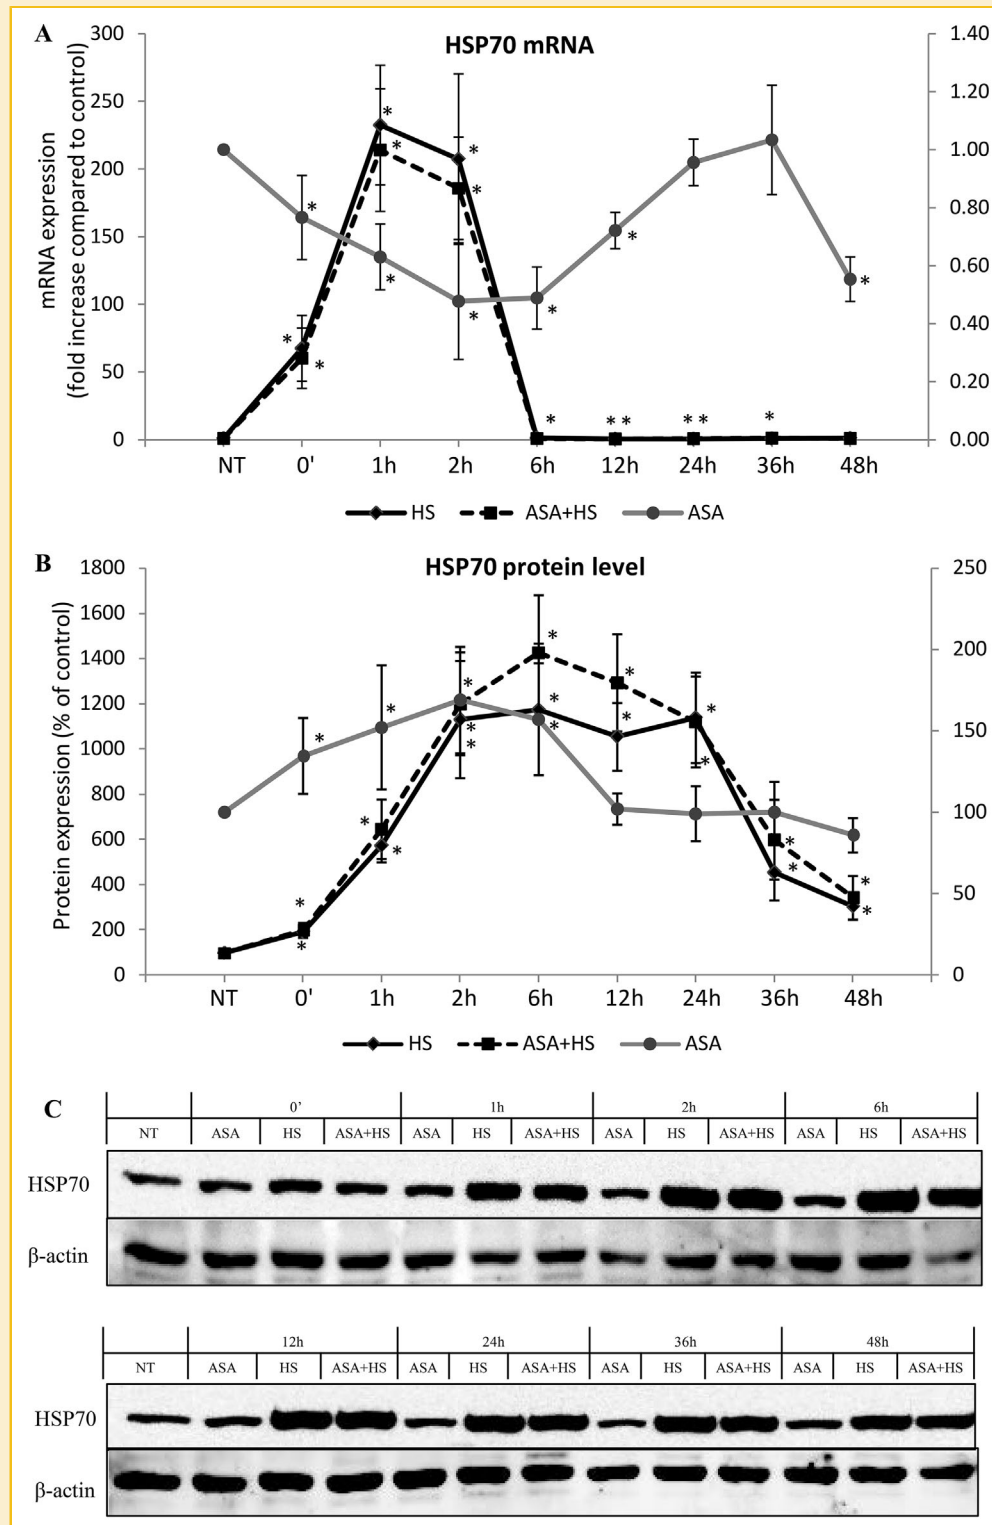 A
HSP70 mRNA
mRNA expression
(fold increase compared to control)
300
250
200
150
100
50
0
1.40
1.20
1.00
0.80
0.60
0.40
0.20
0.00
* * * * * * * * * * * * * * * * *
NT 0' 1h 2h 6h 12h 24h 36h 48h
HS ASA+HS ASA
B
HSP70 protein level
Protein expression (% of control)
1800
1600
1400
1200
1000
800
600
400
200
0
250
200
150
100
50
0
* * * * * * * * * * * * * * * * * * * *
NT 0' 1h 2h 6h 12h 24h 36h 48h
HS ASA+HS ASA
C
0’ 1h 2h 6h
NT ASA HS ASA+HS ASA HS ASA+HS ASA HS ASA+HS ASA HS ASA+HS
HSP70
β-actin
12h 24h 36h 48h
NT ASA HS ASA+HS ASA HS ASA+HS ASA HS ASA+HS ASA HS ASA+HS
HSP70
β-actin